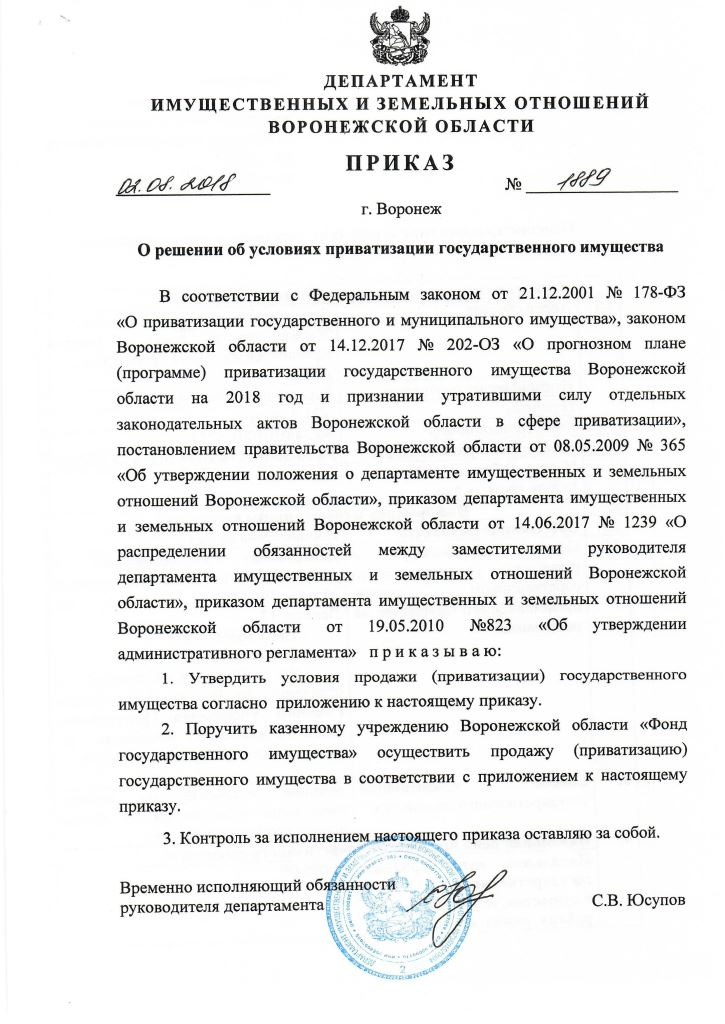 ДЕПАРТАМЕНТ
ИМУЩЕСТВЕННЫХ И ЗЕМЕЛЬНЫХ ОТНОШЕНИЙ
ВОРОНЕЖСКОЙ ОБЛАСТИ
ПРИКАЗ
02.08.2018 № 1889
г. Воронеж
О решении об условиях приватизации государственного имущества
В соответствии с Федеральным законом от 21.12.2001 № 178-ФЗ
«О приватизации государственного и муниципального имущества», законом
Воронежской области от 14.12.2017 № 202-ОЗ «О прогнозном плане
(программе) приватизации государственного имущества Воронежской
области на 2018 год и признании утратившими силу отдельных
законодательных актов Воронежской области в сфере приватизации»,
постановлением правительства Воронежской области от 08.05.2009 № 365
«Об утверждении положения о департаменте имущественных и земельных
отношений Воронежской области», приказом департамента имущественных
и земельных отношений Воронежской области от 14.06.2017 № 1239 «О
распределении обязанностей между заместителями руководителя
департамента имущественных и земельных отношений Воронежской
области», приказом департамента имущественных и земельных отношений
Воронежской области от 19.05.2010 №823 «Об утверждении
административного регламента» п р и к а з ы в а ю:
1. Утвердить условия продажи (приватизации) государственного
имущества согласно приложению к настоящему приказу.
2. Поручить казенному учреждению Воронежской области «Фонд
государственного имущества» осуществить продажу (приватизацию)
государственного имущества в соответствии с приложением к настоящему
приказу.
3. Контроль за исполнением настоящего приказа оставляю за собой.
Временно исполняющий обязанности
руководителя департамента С.В. Юсупов
2